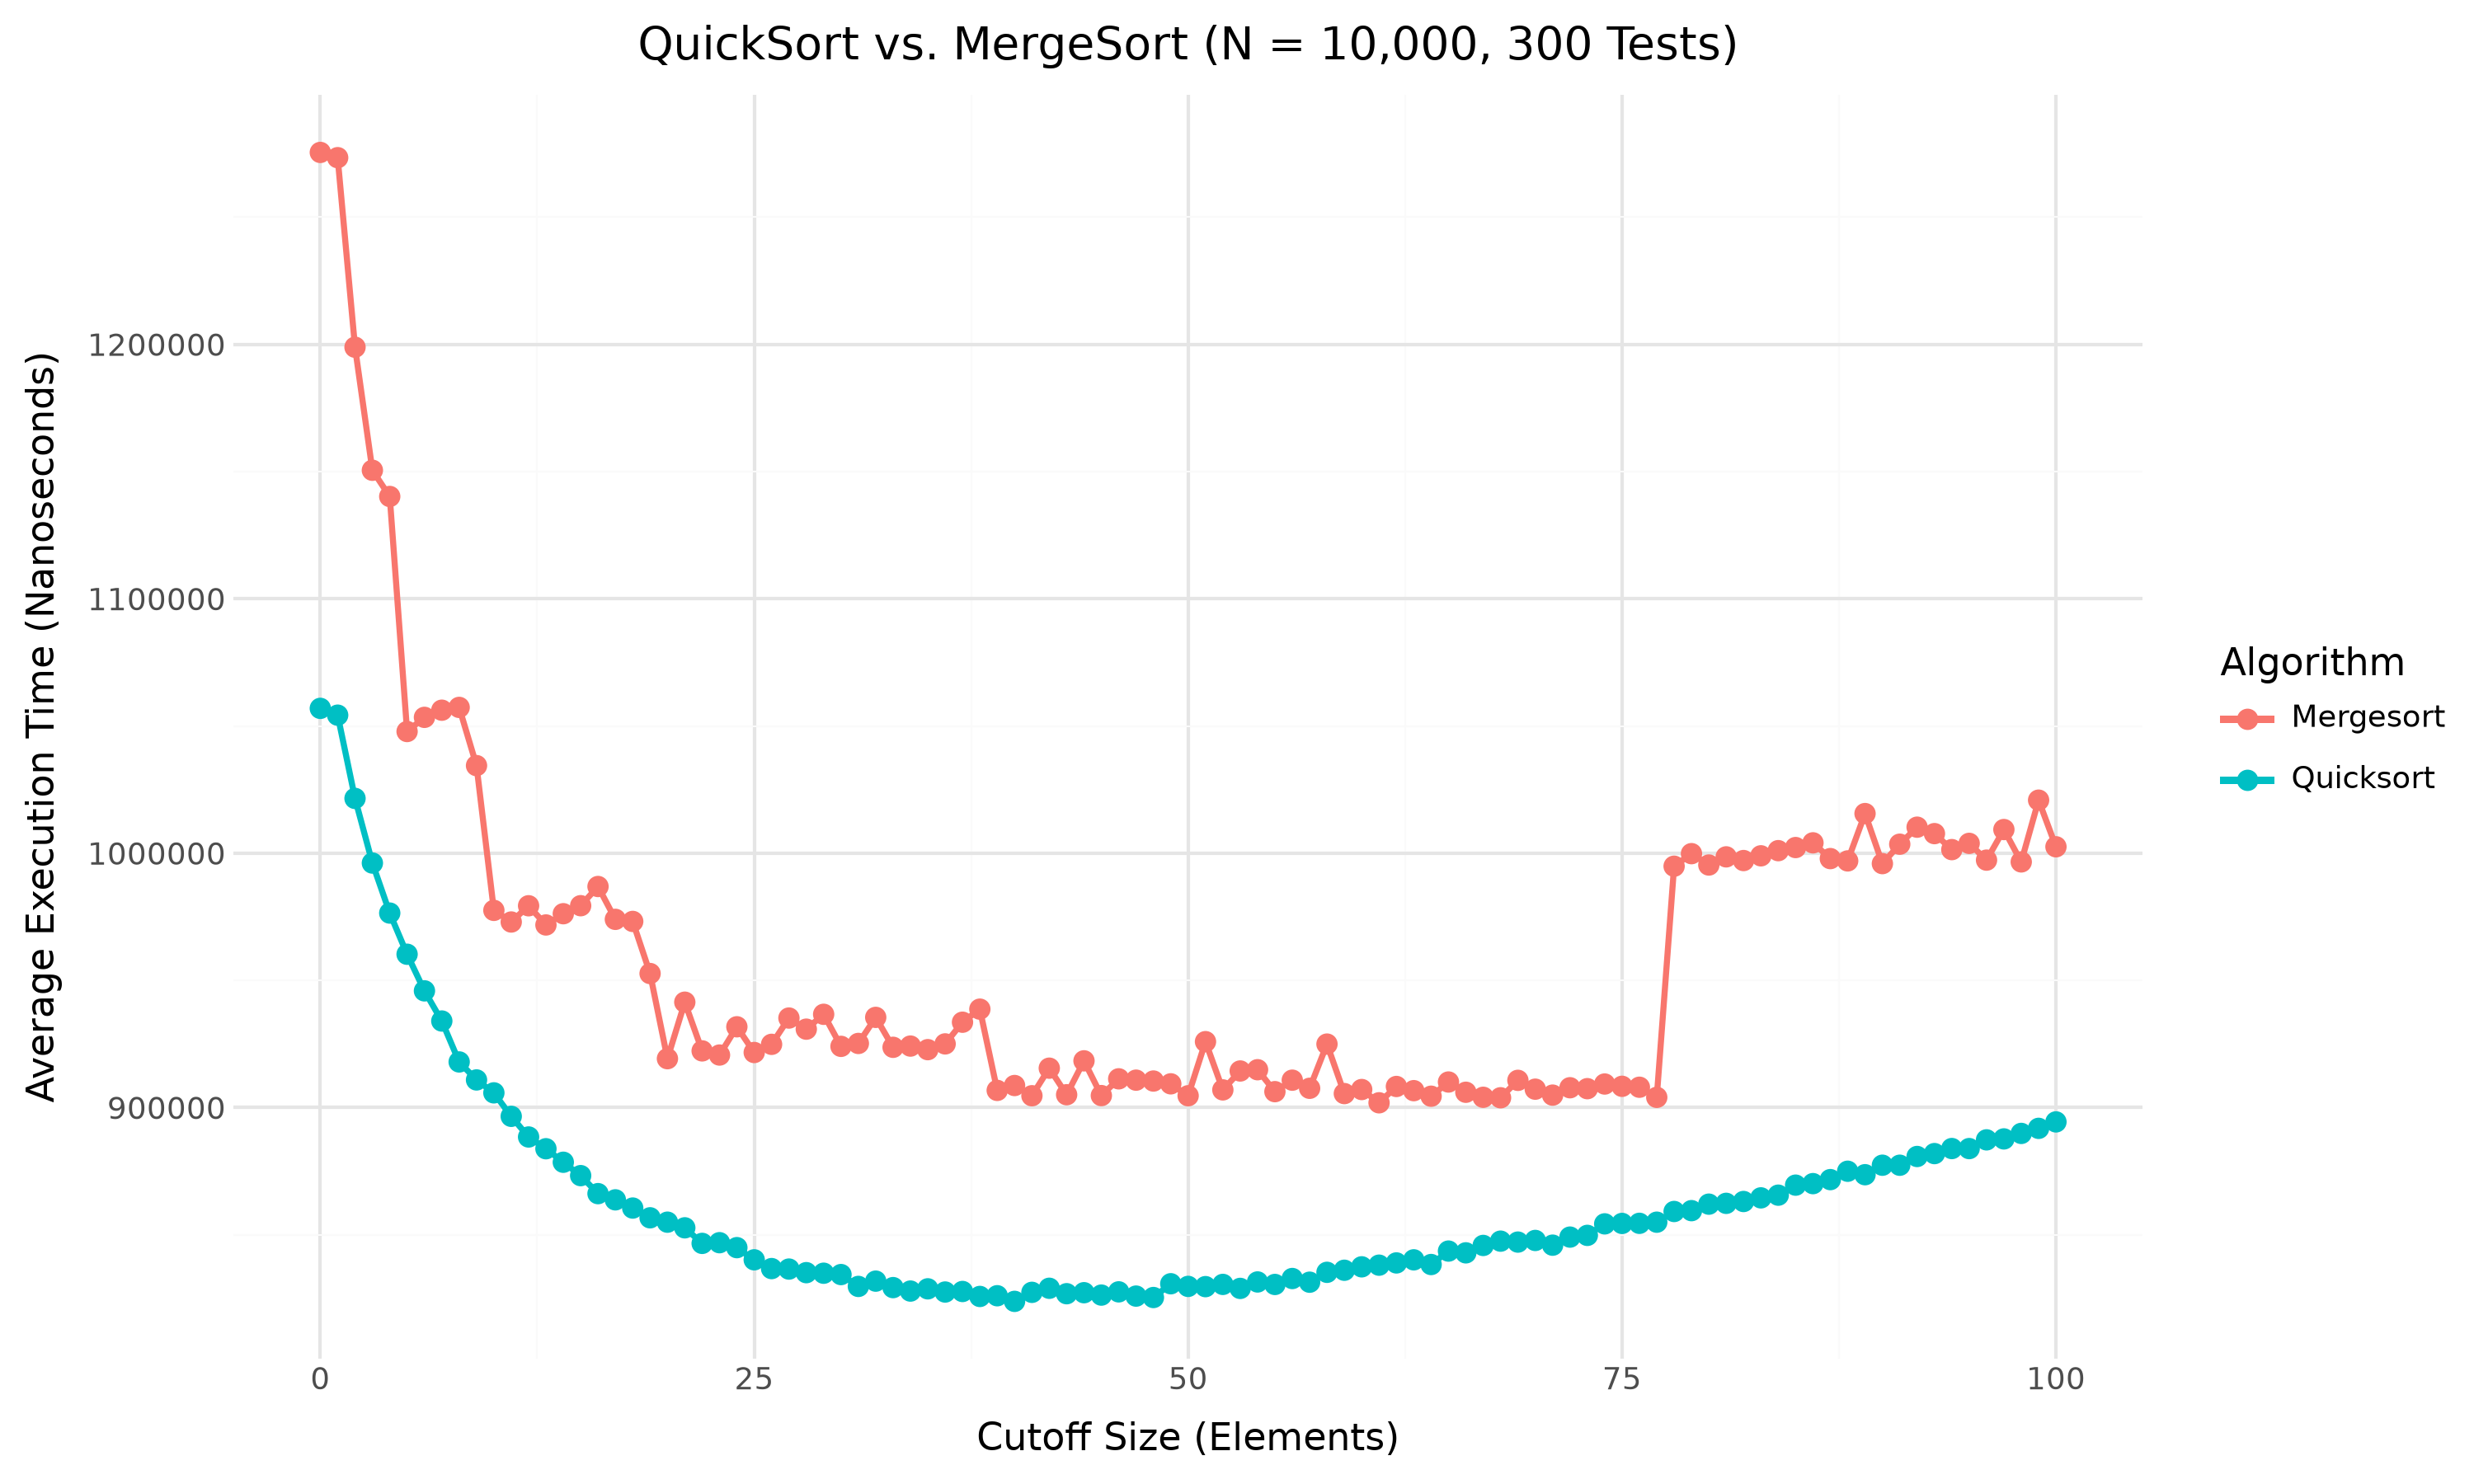 QuickSort vs. MergeSort (N = 10,000, 300 Tests)
Average Execution Time (Nanoseconds)
1200000
1100000
1000000
900000
0
25
50
75
100
Cutoff Size (Elements)
Algorithm
Mergesort
Quicksort